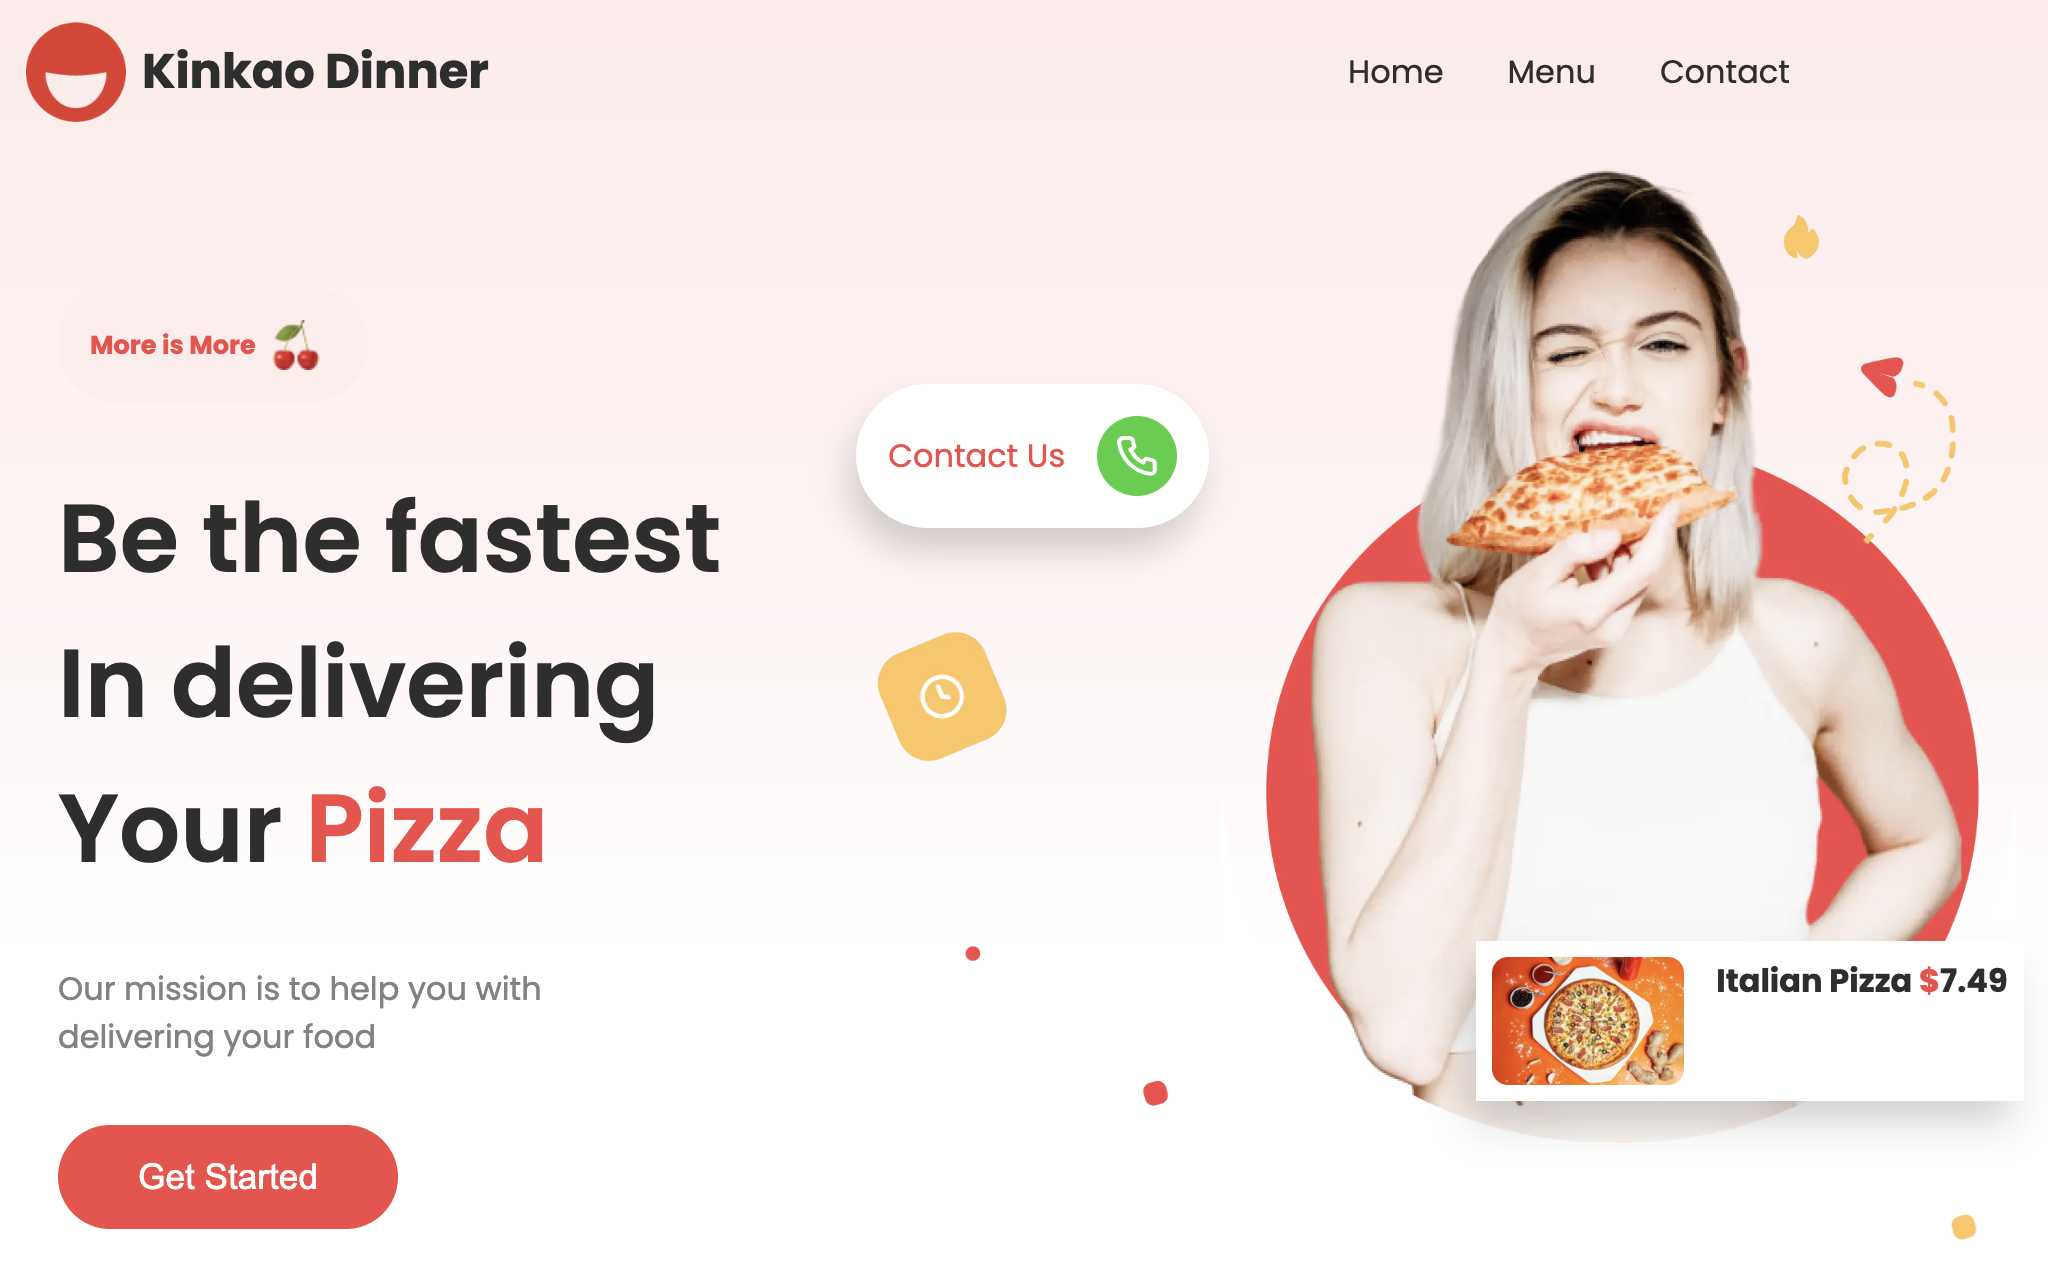 Kinkao Dinner
Home
Menu
Contact
More is More
Contact Us
Be the fastest
In delivering
Your Pizza
Our mission is to help you with
delivering your food
Get Started
Italian Pizza $7.49